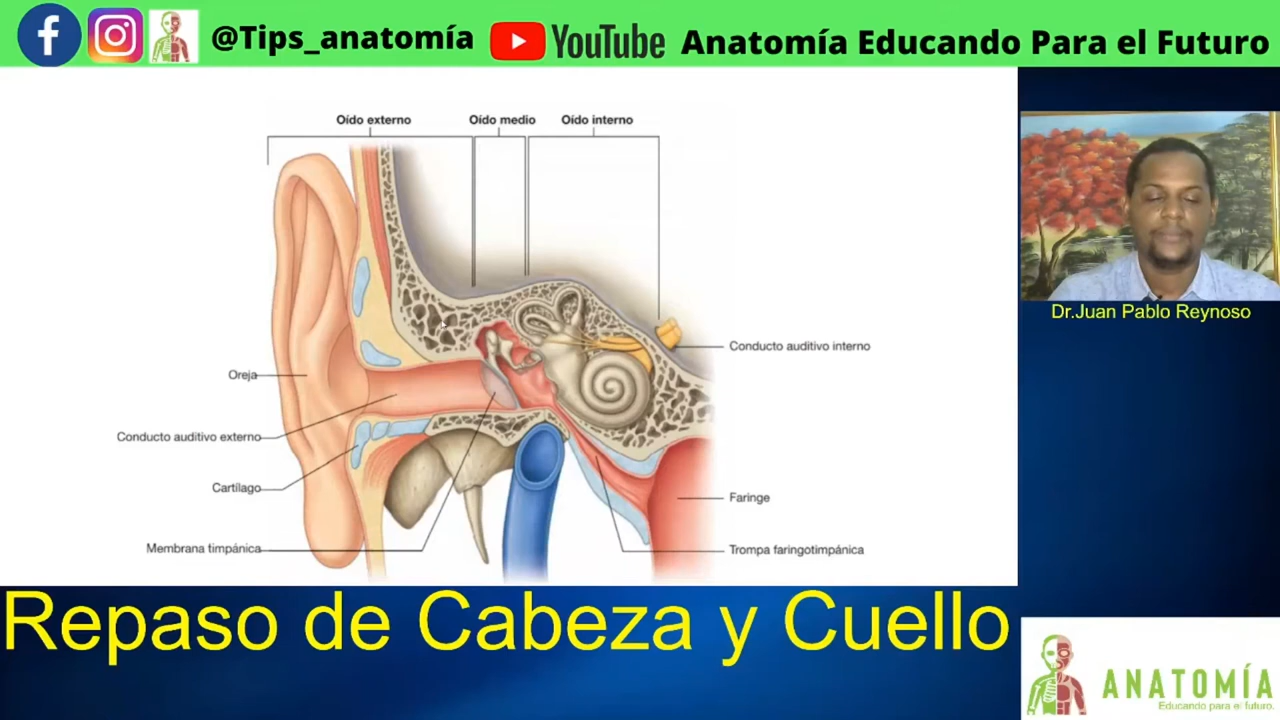 @Tips_anatomía
YouTube
Anatomía Educando Para el Futuro
Oído externo
Oído medio
Oído interno
Conducto auditivo interno
Oreja
Conducto auditivo externo
Cartílago
Faringe
Membrana timpánica
Trompa faringotimpánica
Dr.Juan Pablo Reynoso
Repaso de Cabeza y Cuello
ANATOMÍA
Educando para el futuro.